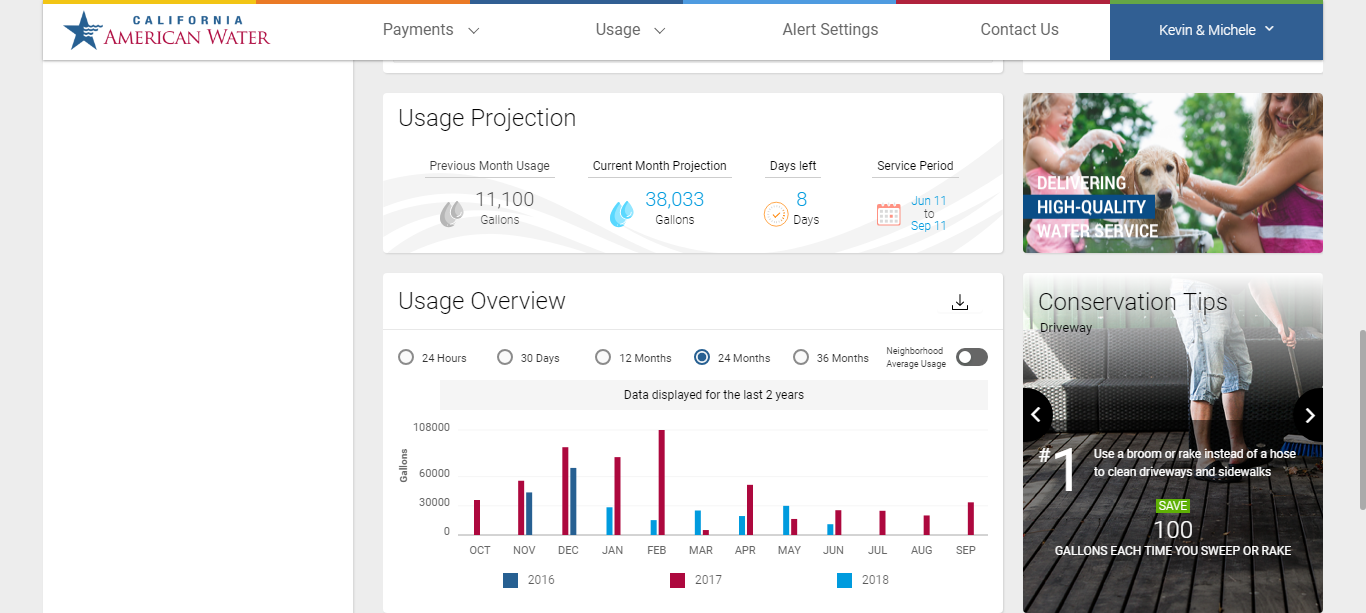 CALIFORNIA
AMERICAN WATER
Payments
Usage
Alert Settings
Contact Us
Kevin & Michele
Usage Projection
Previous Month Usage
11,100
Gallons
Current Month Projection
38,033
Gallons
Days left
8
Days
Service Period
Jun 11
to
Sep 11
DELIVERING
HIGH-QUALITY
WATER SERVICE
Usage Overview
24 Hours
30 Days
12 Months
24 Months
36 Months
Neighborhood
Average Usage
Data displayed for the last 2 years
Gallons
108000
60000
30000
0
OCT NOV DEC JAN FEB MAR APR MAY JUN JUL AUG SEP
2016 2017 2018
Conservation Tips
Driveway
#1
Use a broom or rake instead of a hose
to clean driveways and sidewalks
SAVE
100
GALLONS EACH TIME YOU SWEEP OR RAKE